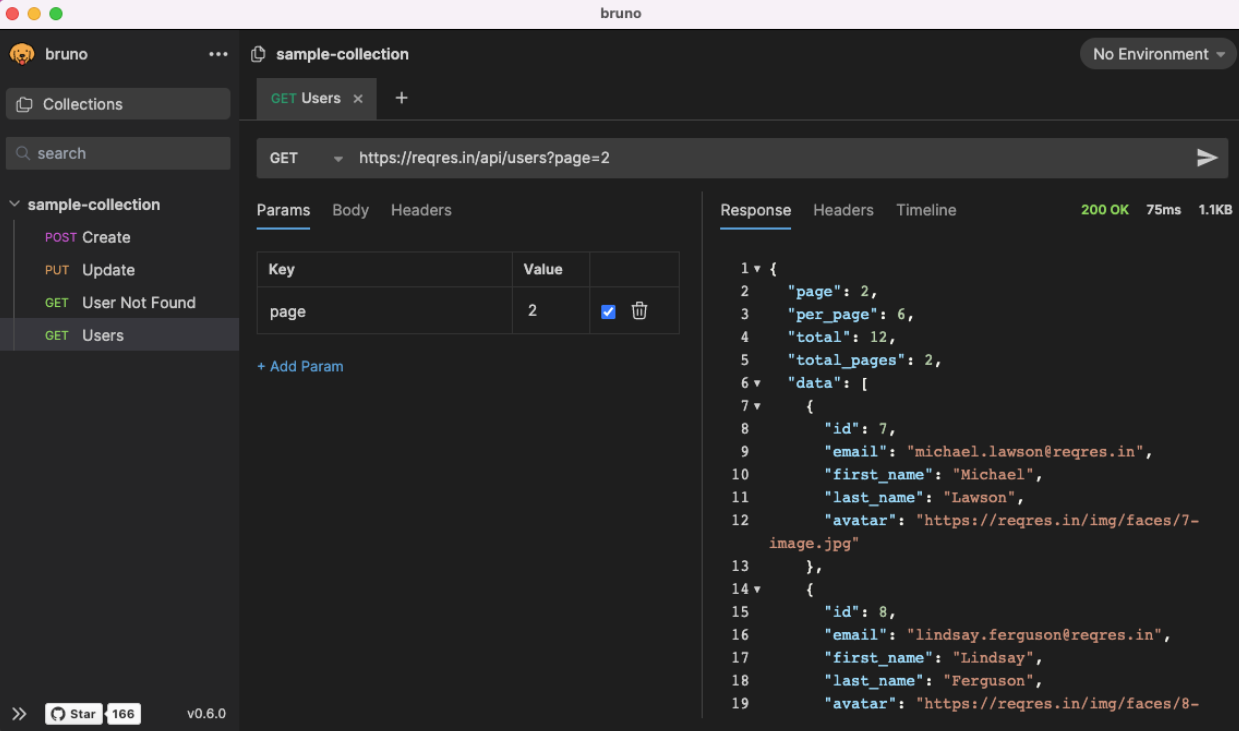 bruno
bruno
Collections
search
sample-collection
POST Create
PUT Update
GET User Not Found
GET Users
Star 166
v0.6.0
sample-collection
No Environment
GET Users × +
GET https://reqres.in/api/users?page=2
Params Body Headers
Key Value
page 2
+ Add Param
Response Headers Timeline 200 OK 75ms 1.1KB
1 {
2 "page": 2,
3 "per_page": 6,
4 "total": 12,
5 "total_pages": 2,
6 "data": [
7 {
8 "id": 7,
9 "email": "michael.lawson@reqres.in",
10 "first_name": "Michael",
11 "last_name": "Lawson",
12 "avatar": "https://reqres.in/img/faces/7-
image.jpg"
13 },
14 {
15 "id": 8,
16 "email": "lindsay.ferguson@reqres.in",
17 "first_name": "Lindsay",
18 "last_name": "Ferguson",
19 "avatar": "https://reqres.in/img/faces/8-